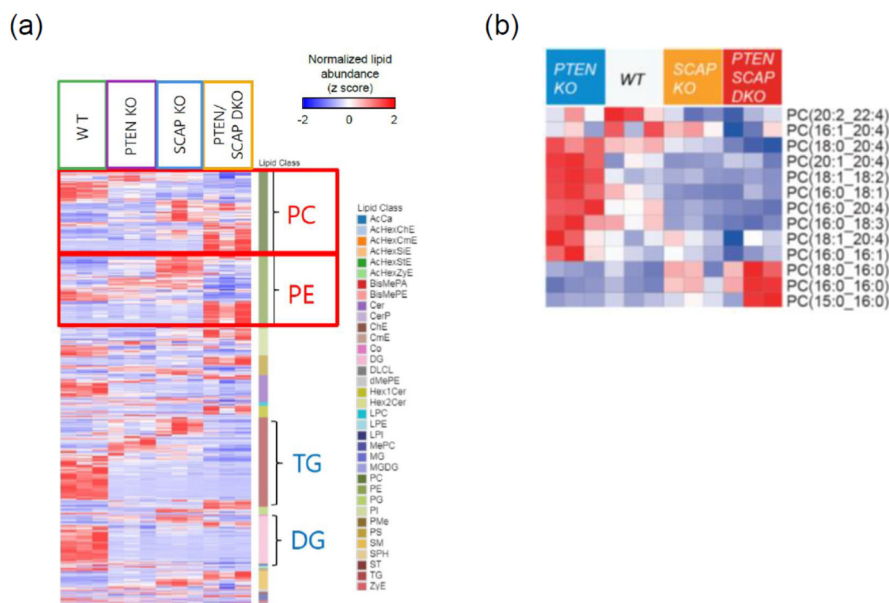 (a)
(b)
Normalized lipid
abundance
(z score)
-2 0 2
W T
PTEN KO
SCAP KO
PTEN/
SCAP DKO
Lipid Class
PC
PE
TG
DG
Lipid Class
AcCa
AcHexChE
AcHexCmE
AcHexSiE
AcHexStE
AcHexZyE
BisMePA
BisMePE
Cer
CerP
ChE
CmE
Co
DG
DLCL
dMePE
Hex1Cer
Hex2Cer
LPC
LPE
LPI
MePC
MG
MGDG
PC
PE
PG
PI
PMe
PS
SM
SPH
ST
TG
ZyE
PTEN
KO
WT
SCAP
KO
PTEN
SCAP
DKO
PC(20:2_22:4)
PC(16:1_20:4)
PC(18:0_20:4)
PC(20:1_20:4)
PC(18:1_18:2)
PC(16:0_18:1)
PC(16:0_20:4)
PC(16:0_18:3)
PC(18:1_20:4)
PC(16:0_16:1)
PC(18:0_16:0)
PC(16:0_16:0)
PC(15:0_16:0)